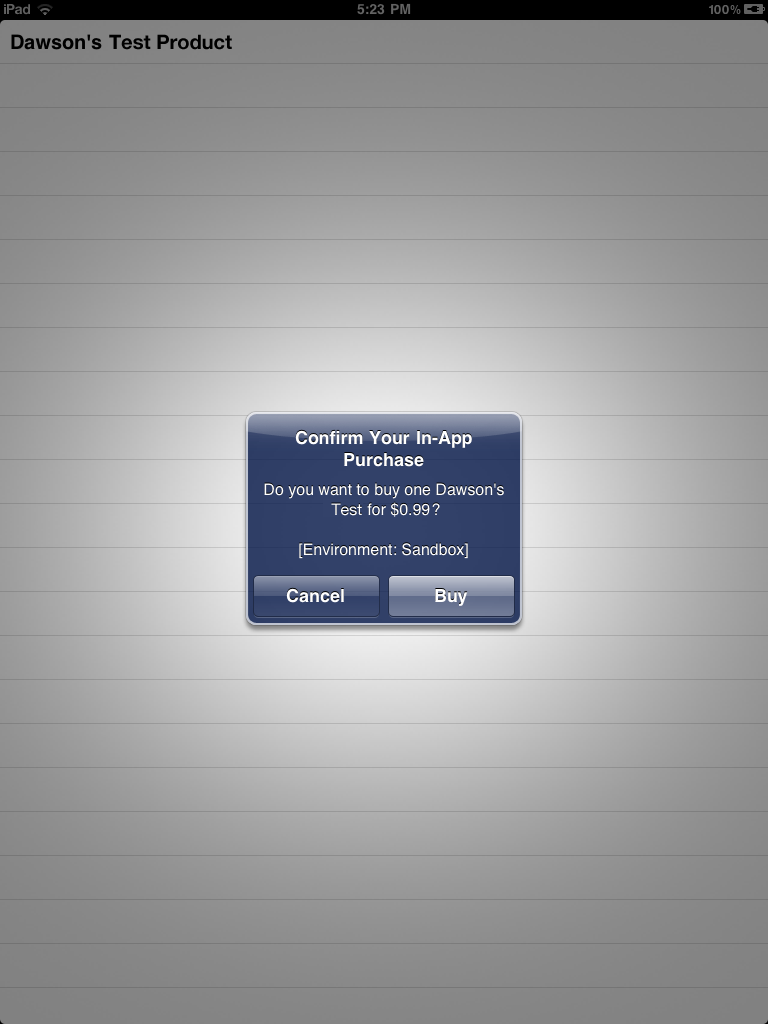 iPad 5:23 PM 100%
Dawson's Test Product
Confirm Your In-App
Purchase
Do you want to buy one Dawson's
Test for $0.99?
[Environment: Sandbox]
Cancel Buy